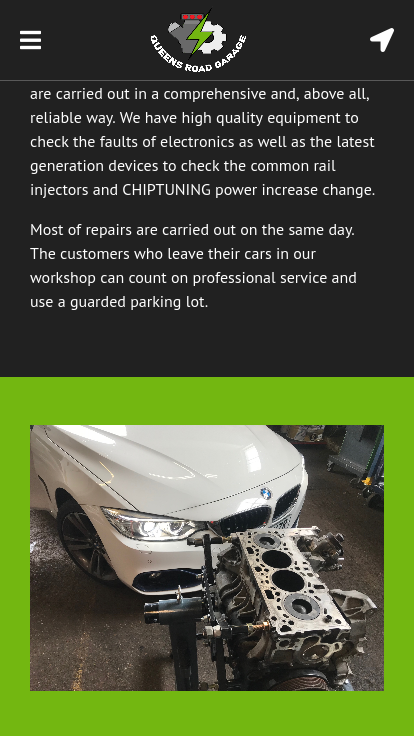 QUEENS ROAD GARAGE
are carried out in a comprehensive and, above all,
reliable way. We have high quality equipment to
check the faults of electronics as well as the latest
generation devices to check the common rail
injectors and CHIPTUNING power increase change.
Most of repairs are carried out on the same day.
The customers who leave their cars in our
workshop can count on professional service and
use a guarded parking lot.